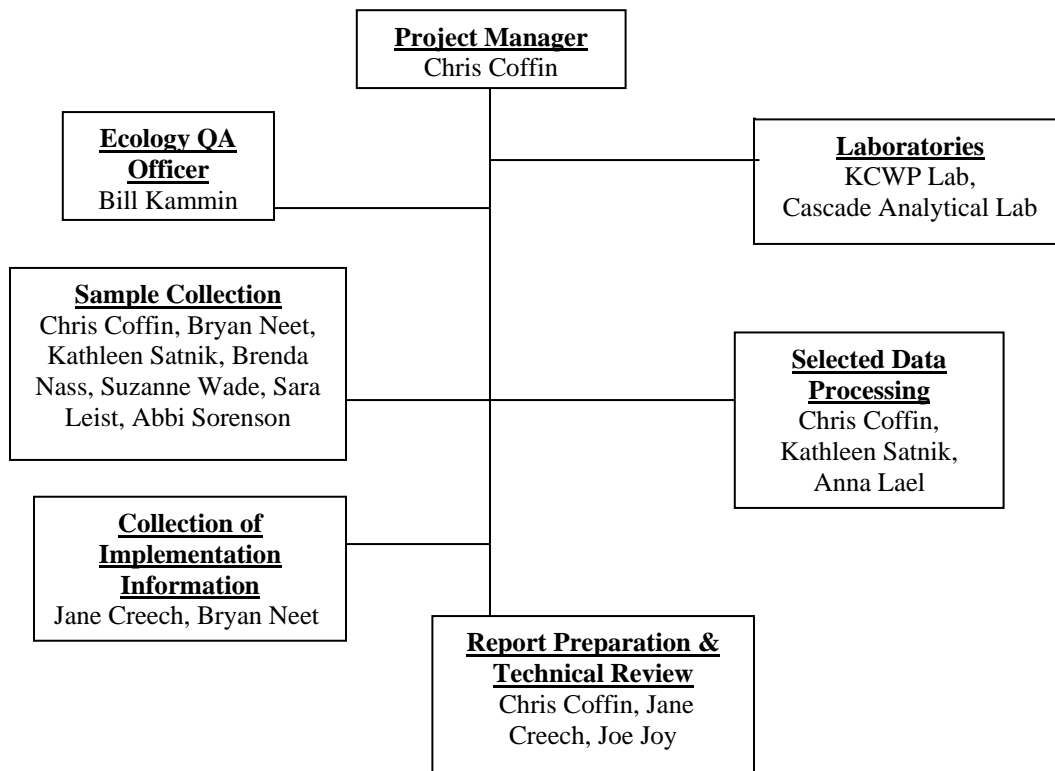 Project Manager
Chris Coffin
Ecology QA
Officer
Bill Kammin
Laboratories
KCWP Lab,
Cascade Analytical Lab
Sample Collection
Chris Coffin, Bryan Neet,
Kathleen Satnik, Brenda
Nass, Suzanne Wade, Sara
Leist, Abbi Sorenson
Selected Data
Processing
Chris Coffin,
Kathleen Satnik,
Anna Lael
Collection of
Implementation
Information
Jane Creech, Bryan Neet
Report Preparation &
Technical Review
Chris Coffin, Jane
Creech, Joe Joy